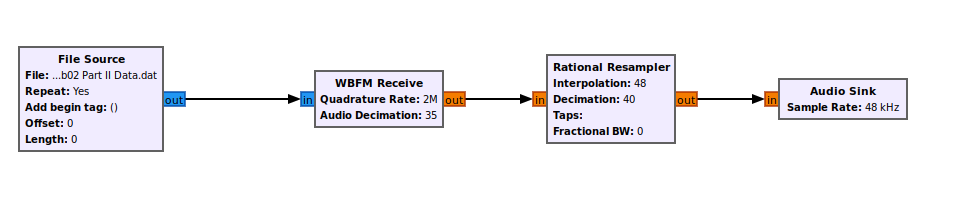 File Source
File: ...b02 Part II Data.dat
Repeat: Yes
Add begin tag: ()
Offset: 0
Length: 0
out
in
WBFM Receive
Quadrature Rate: 2M
Audio Decimation: 35
out
in
Rational Resampler
Interpolation: 48
Decimation: 40
Taps:
Fractional BW: 0
out
in
Audio Sink
Sample Rate: 48 kHz